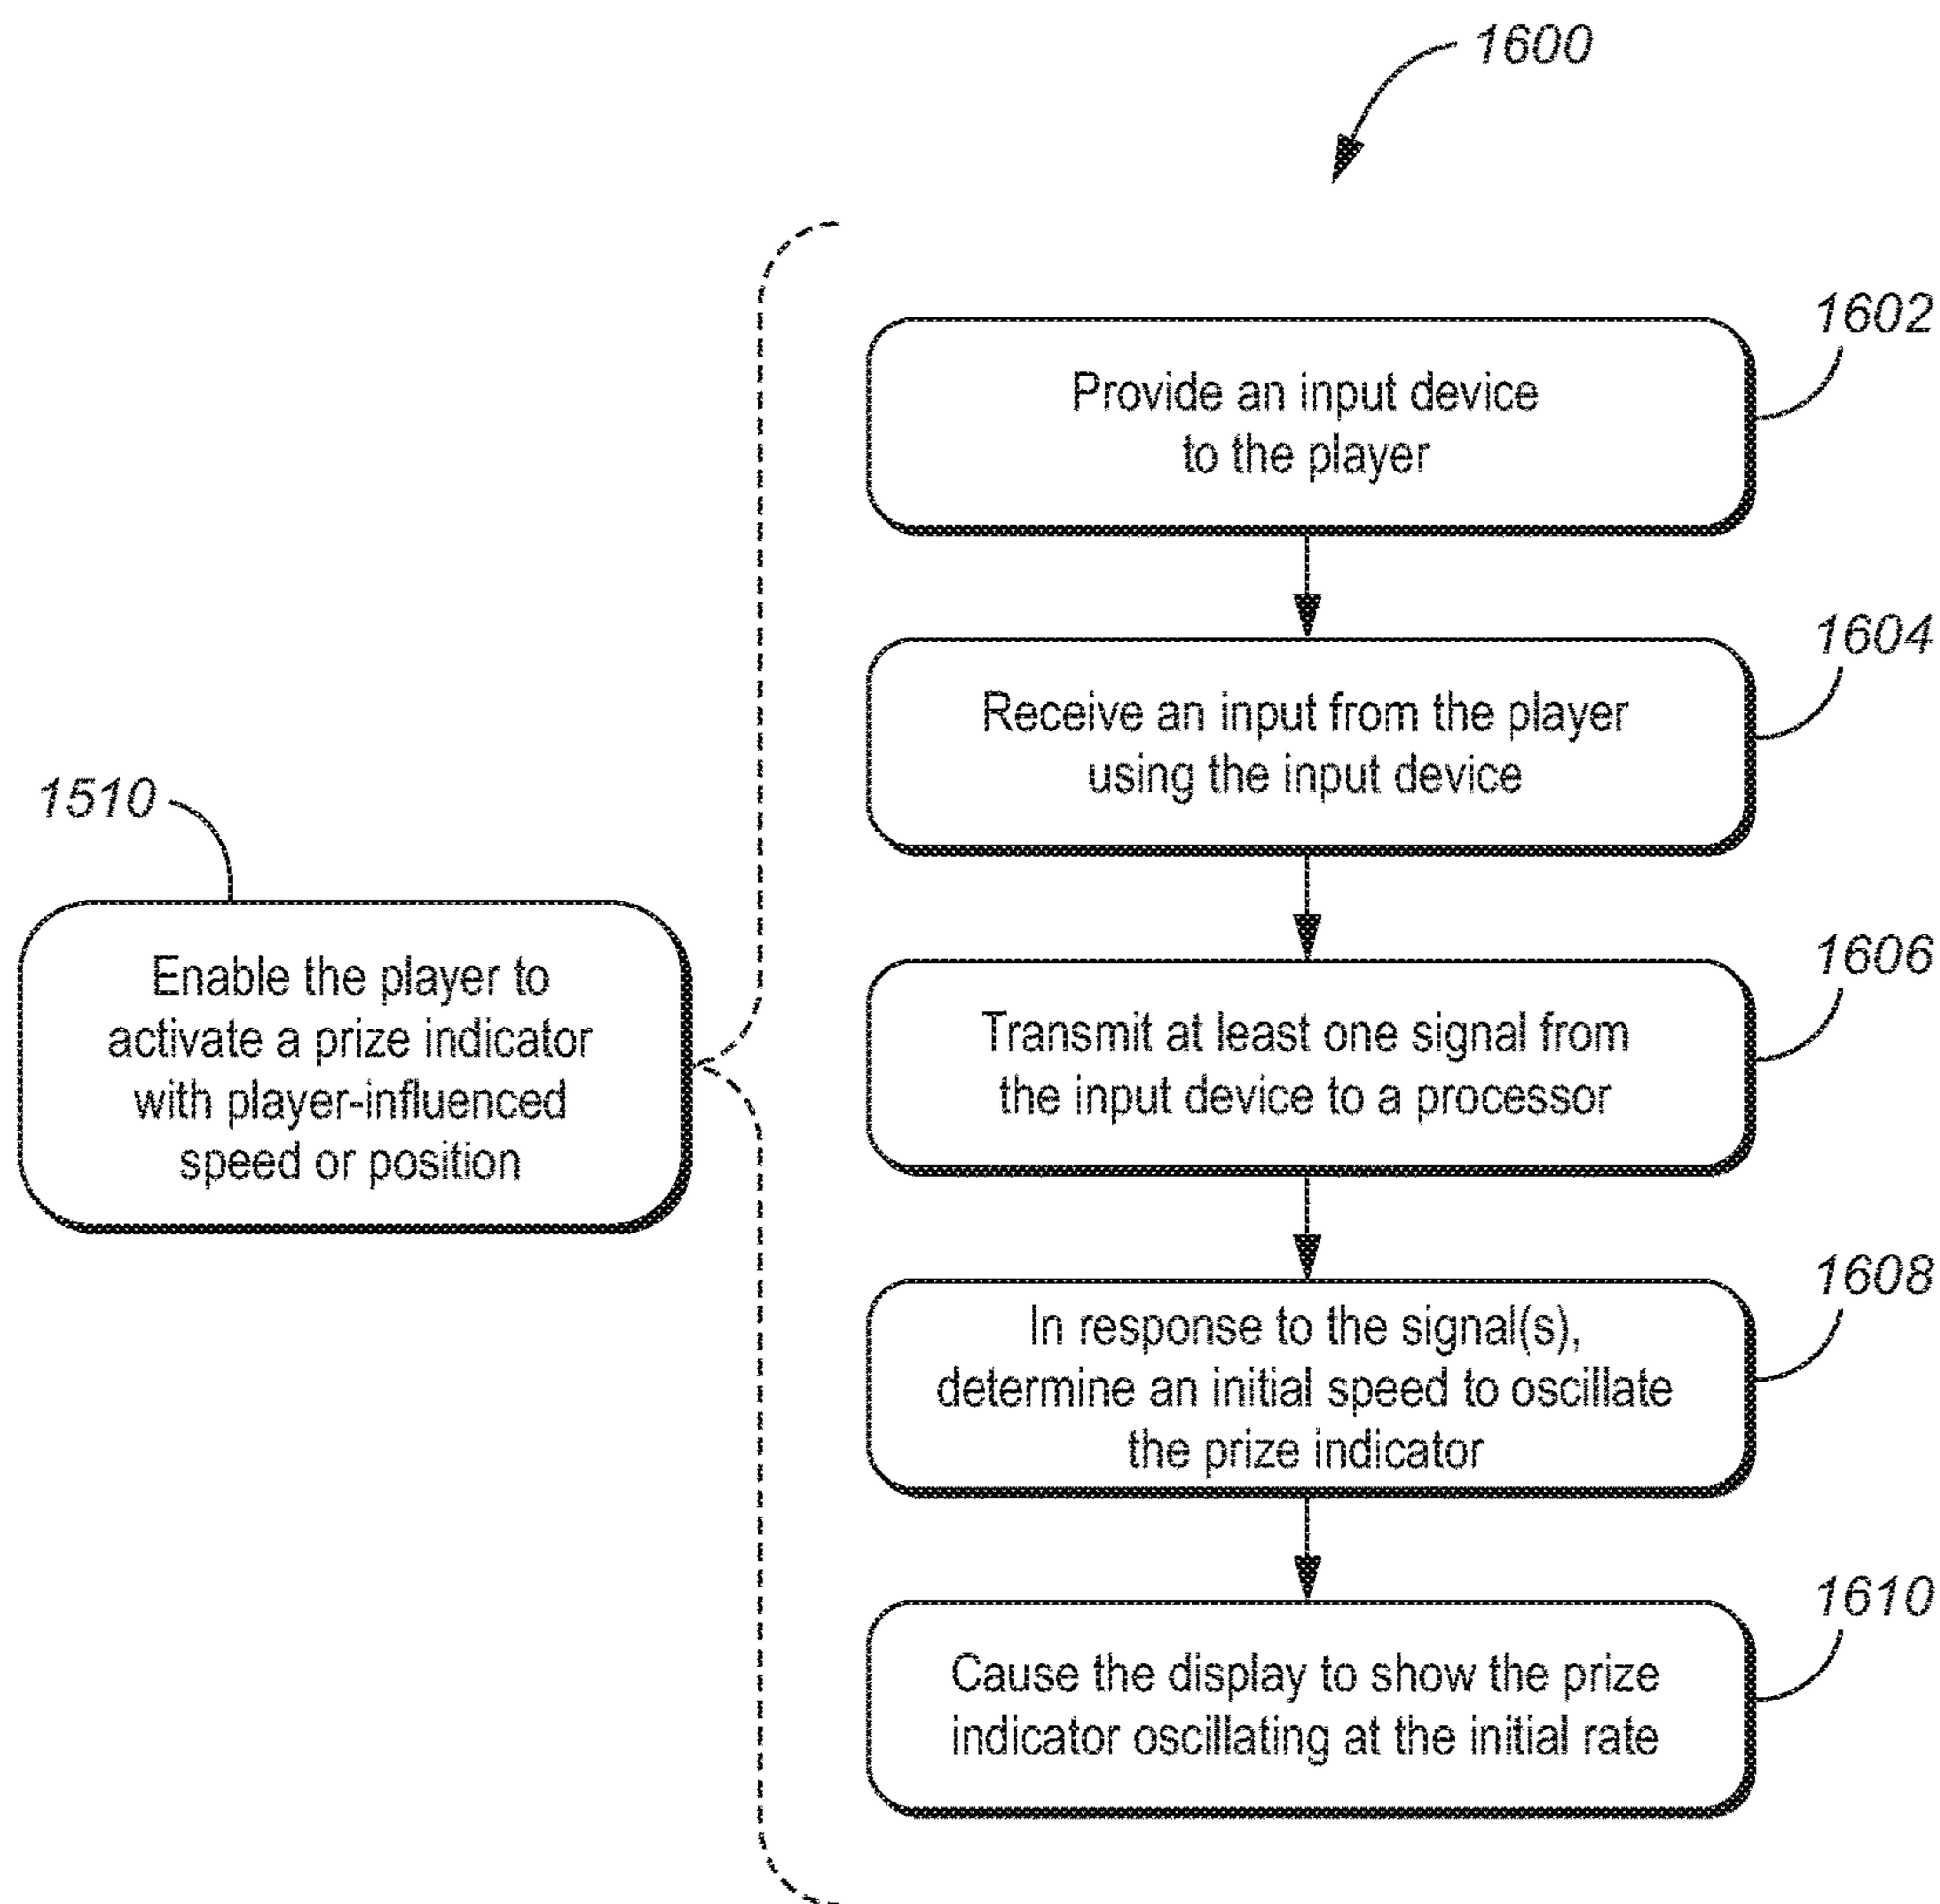 1600
1602
Provide an input device
to the player
1604
Receive an input from the player
using the input device
1510
Enable the player to
activate a prize indicator
with player-influenced
speed or position
1606
Transmit at least one signal from
the input device to a processor
1608
In response to the signal(s),
determine an initial speed to oscillate
the prize indicator
1610
Cause the display to show the prize
indicator oscillating at the initial rate